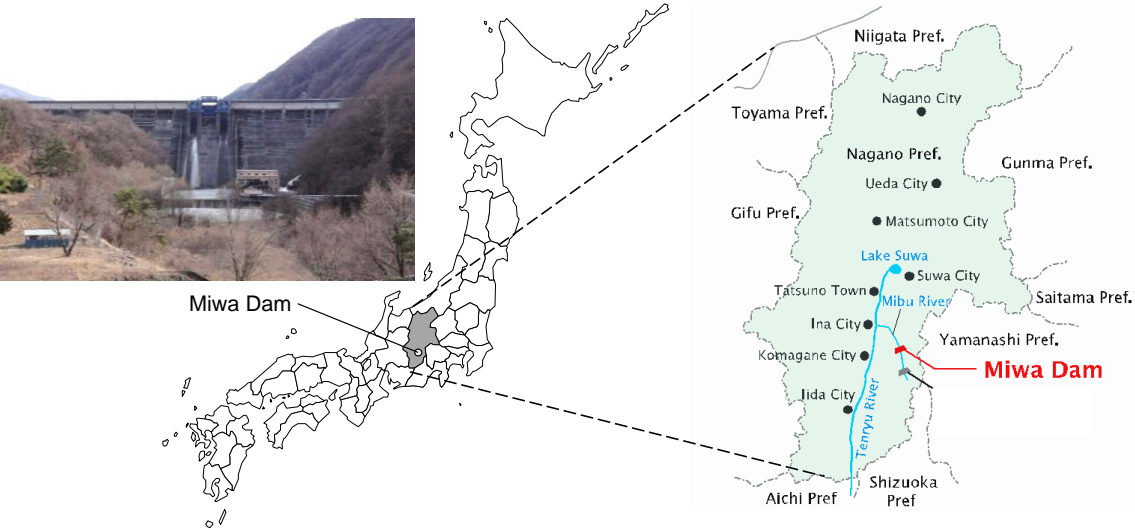 Niigata Pref.
Nagano City
Toyama Pref.
Nagano Pref.
Gunma Pref.
Ueda City
Gifu Pref.
Matsumoto City
Lake Suwa
Suwa City
Tatsuno Town
Mibu River
Saitama Pref.
Miwa Dam
Ina City
Yamanashi Pref.
Komagane City
Miwa Dam
Iida City
Tenryu River
Shizuoka
Pref
Aichi Pref